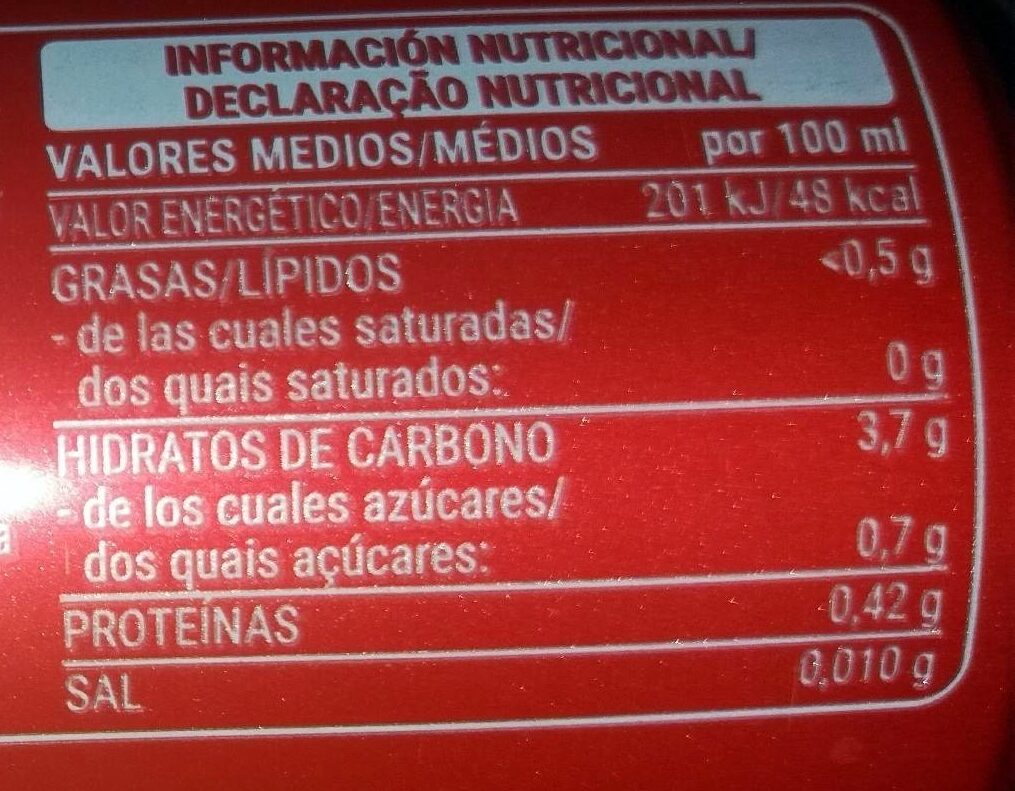 INFORMACIÓN NUTRICIONAL/
DECLARAÇÃO NUTRICIONAL
VALORES MEDIOS/MÉDIOS por 100 ml
VALOR ENERGÉTICO/ENERGIA 201 kJ/48 kcal
GRASAS/LÍPIDOS <0,5 g
- de las cuales saturadas/
dos quais saturados: 0 g
HIDRATOS DE CARBONO 3,7 g
- de los cuales azúcares/
dos quais açúcares: 0,7 g
PROTEÍNAS 0,42 g
SAL 0,010 g